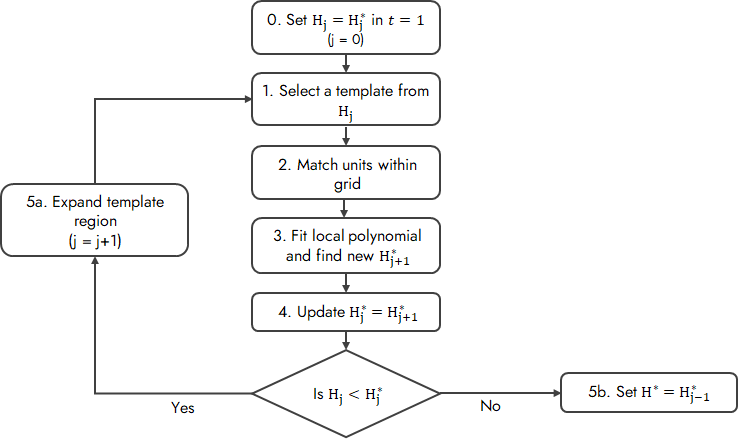 0. Set H_j = H_j^* in t = 1
(j = 0)
1. Select a template from
H_j
2. Match units within
grid
3. Fit local polynomial
and find new H_{j+1}^*
4. Update H_j^* = H_{j+1}^*
5a. Expand template
region
(j = j+1)
Is H_j < H_j^*
Yes
No
5b. Set H^* = H_{j−1}^*